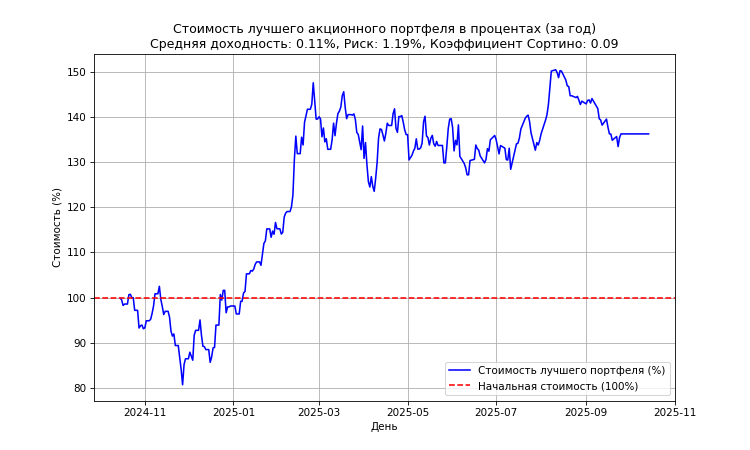 Стоимость лучшего акционного портфеля в процентах (за год)
Средняя доходность: 0.11%, Риск: 1.19%, Коэффициент Сортино: 0.09
150
140
130
120
110
100
90
80
Стоимость (%)
2024-11
2025-01
2025-03
2025-05
2025-07
2025-09
2025-11
День
Стоимость лучшего портфеля (%)
Начальная стоимость (100%)